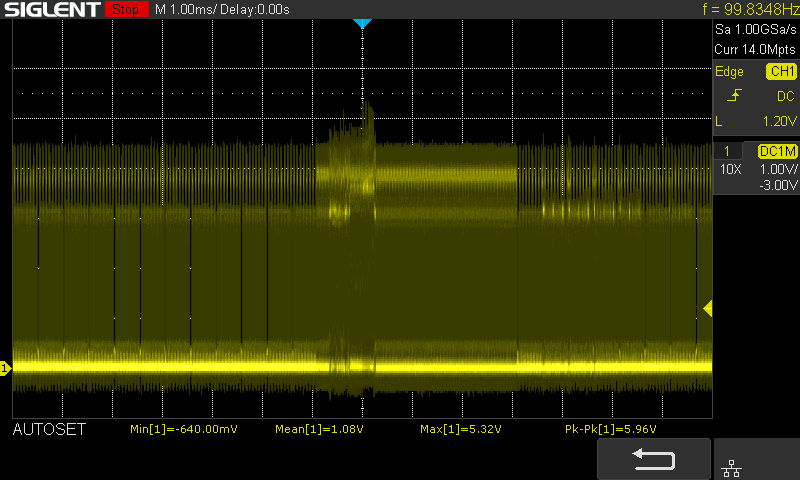 SIGLENT Stop M 1.00ms/ Delay:0.00s f = 99.8348Hz
Sa 1.00GSa/s
Curr 14.0Mpts
Edge CH1
DC
L 1.20V
1 DC1M
10X 1.00V/
-3.00V
1
AUTOSET Min[1]=-640.00mV Mean[1]=1.08V Max[1]=5.32V Pk-Pk[1]=5.96V